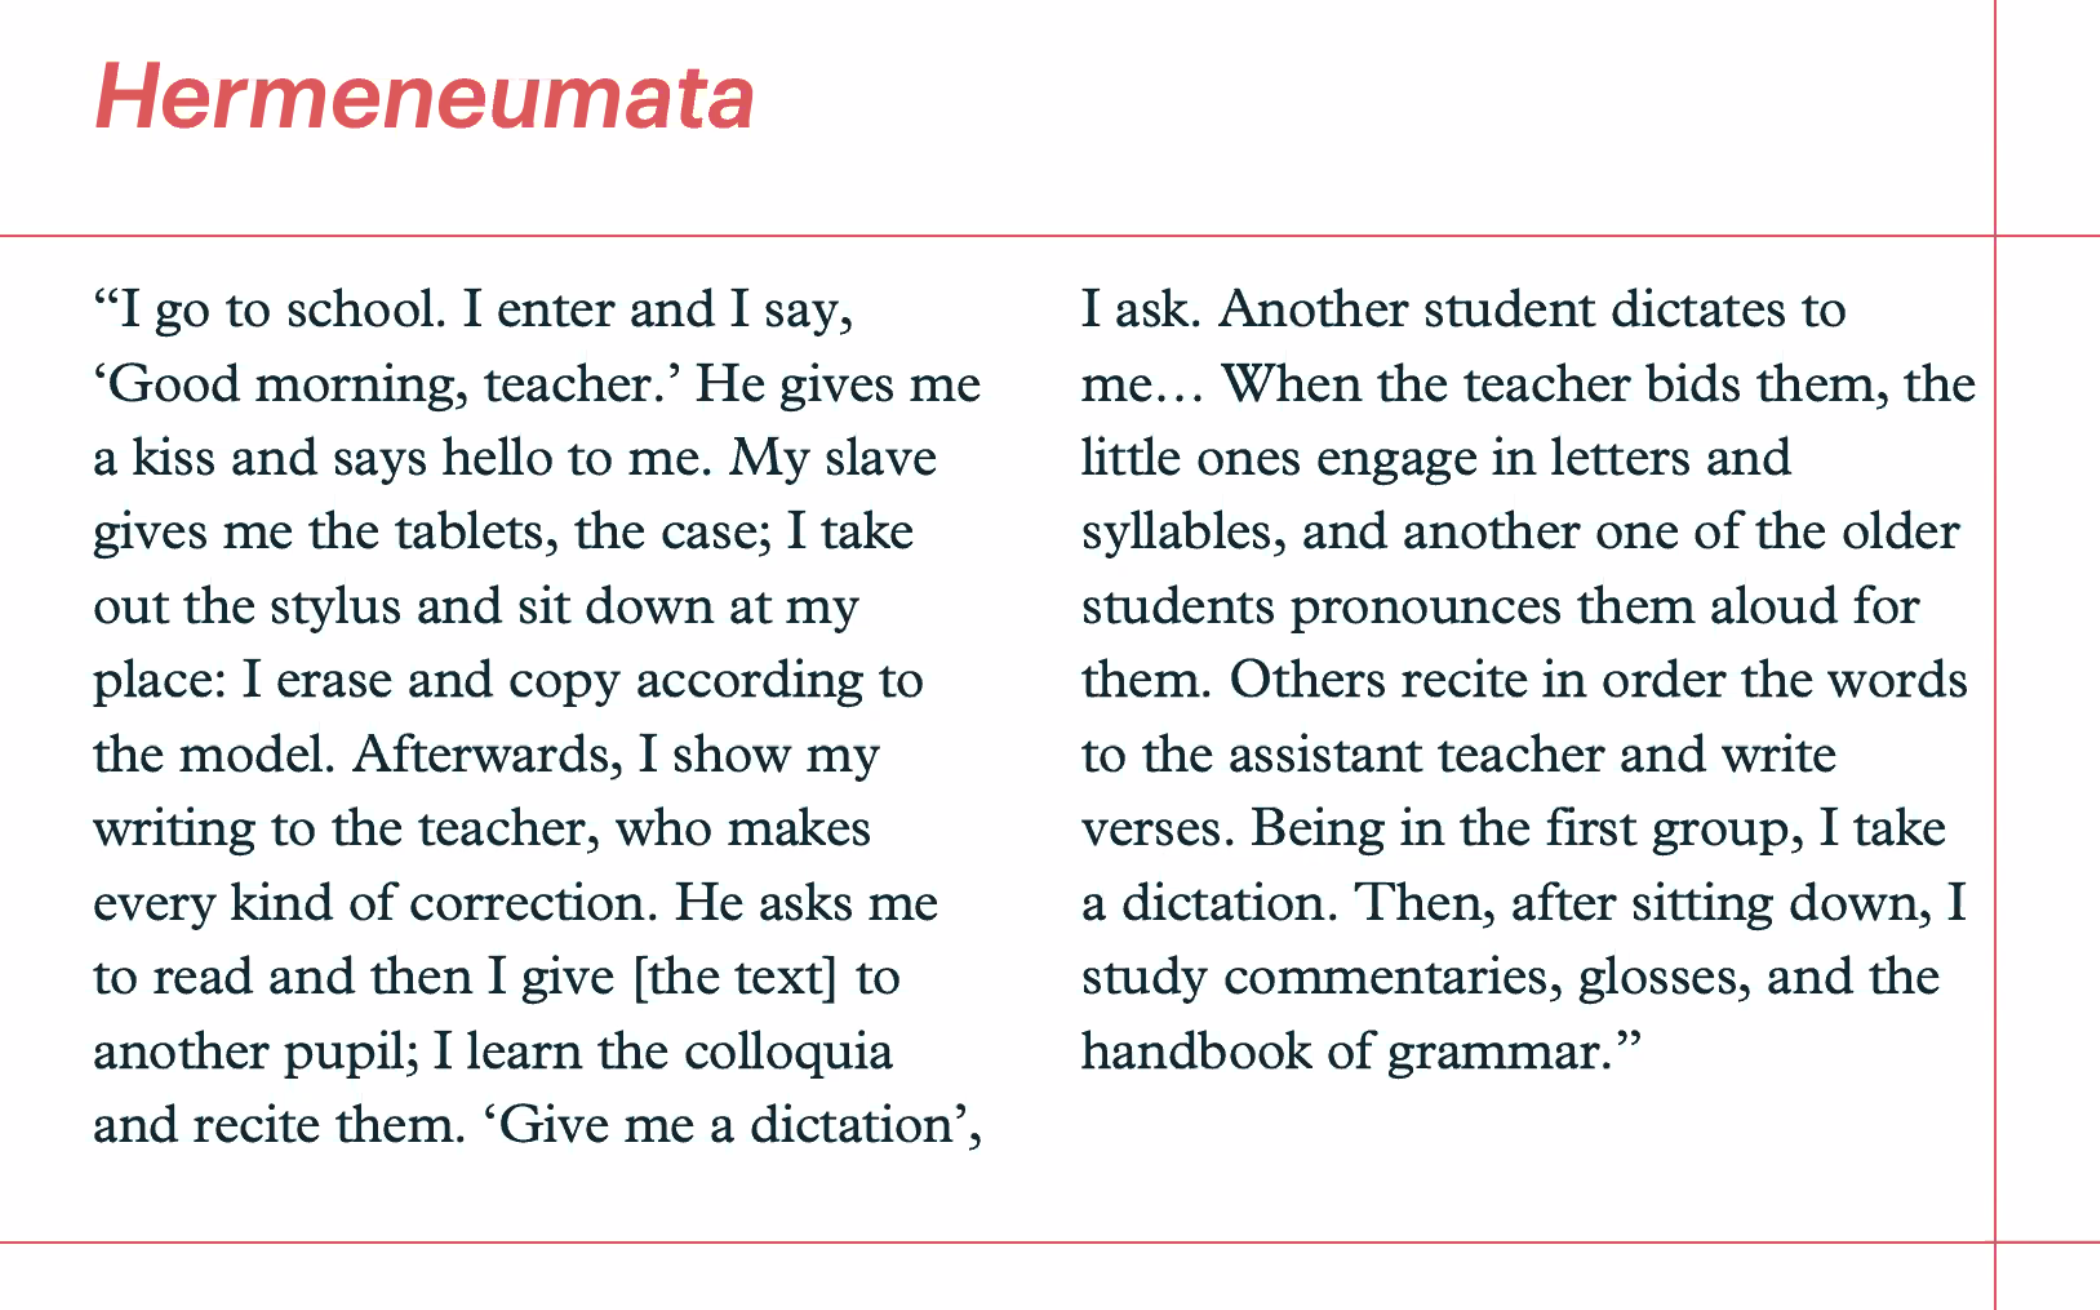 Hermeneumata
“I go to school. I enter and I say,
‘Good morning, teacher.’ He gives me
a kiss and says hello to me. My slave
gives me the tablets, the case; I take
out the stylus and sit down at my
place: I erase and copy according to
the model. Afterwards, I show my
writing to the teacher, who makes
every kind of correction. He asks me
to read and then I give [the text] to
another pupil; I learn the colloquia
and recite them. ‘Give me a dictation’,
I ask. Another student dictates to
me… When the teacher bids them, the
little ones engage in letters and
syllables, and another one of the older
students pronounces them aloud for
them. Others recite in order the words
to the assistant teacher and write
verses. Being in the first group, I take
a dictation. Then, after sitting down, I
study commentaries, glosses, and the
handbook of grammar.”